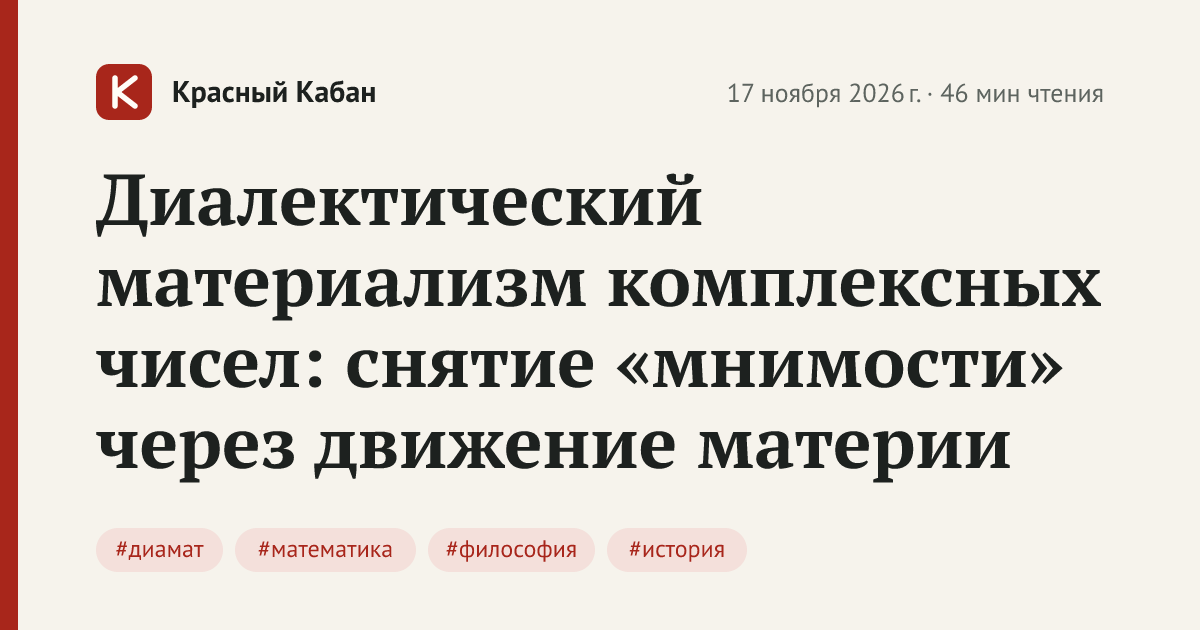 К
Красный Кабан
17 ноября 2026 г. · 46 мин чтения
Диалектический
материализм комплексных
чисел: снятие «мнимости»
через движение материи
#диамат #математика #философия #история